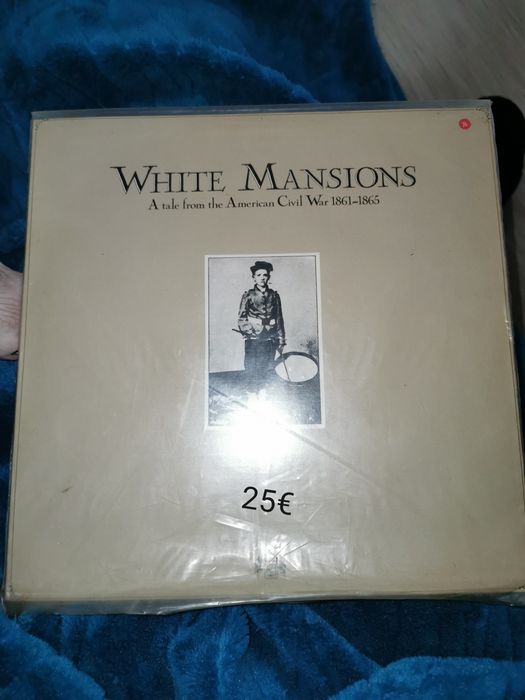 WHITE MANSIONS
A tale from the American Civil War 1861–1865
25€